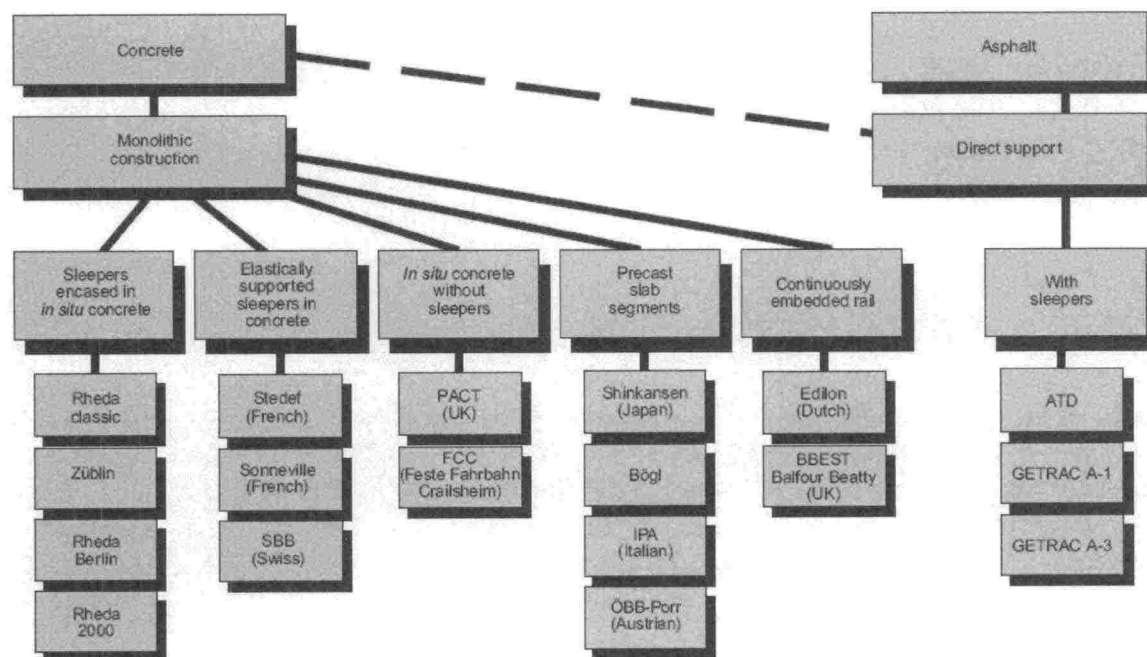 Concrete
Asphalt
Monolithic
construction
Direct support
Sleepers
encased in
in situ concrete
Elastically
supported
sleepers in
concrete
In situ concrete
without
sleepers
Precast
slab
segments
Continuously
embedded rail
With
sleepers
Rheda
classic
Züblin
Rheda
Berlin
Rheda
2000
Stedef
(French)
Sonneville
(French)
SBB
(Swiss)
PACT
(UK)
FCC
(Feste Fahrbahn
Crailsheim)
Shinkansen
(Japan)
Bögl
IPA
(Italian)
ÖBB-Porr
(Austrian)
Edilon
(Dutch)
BBEST
Balfour Beatty
(UK)
ATD
GETRAC A-1
GETRAC A-3